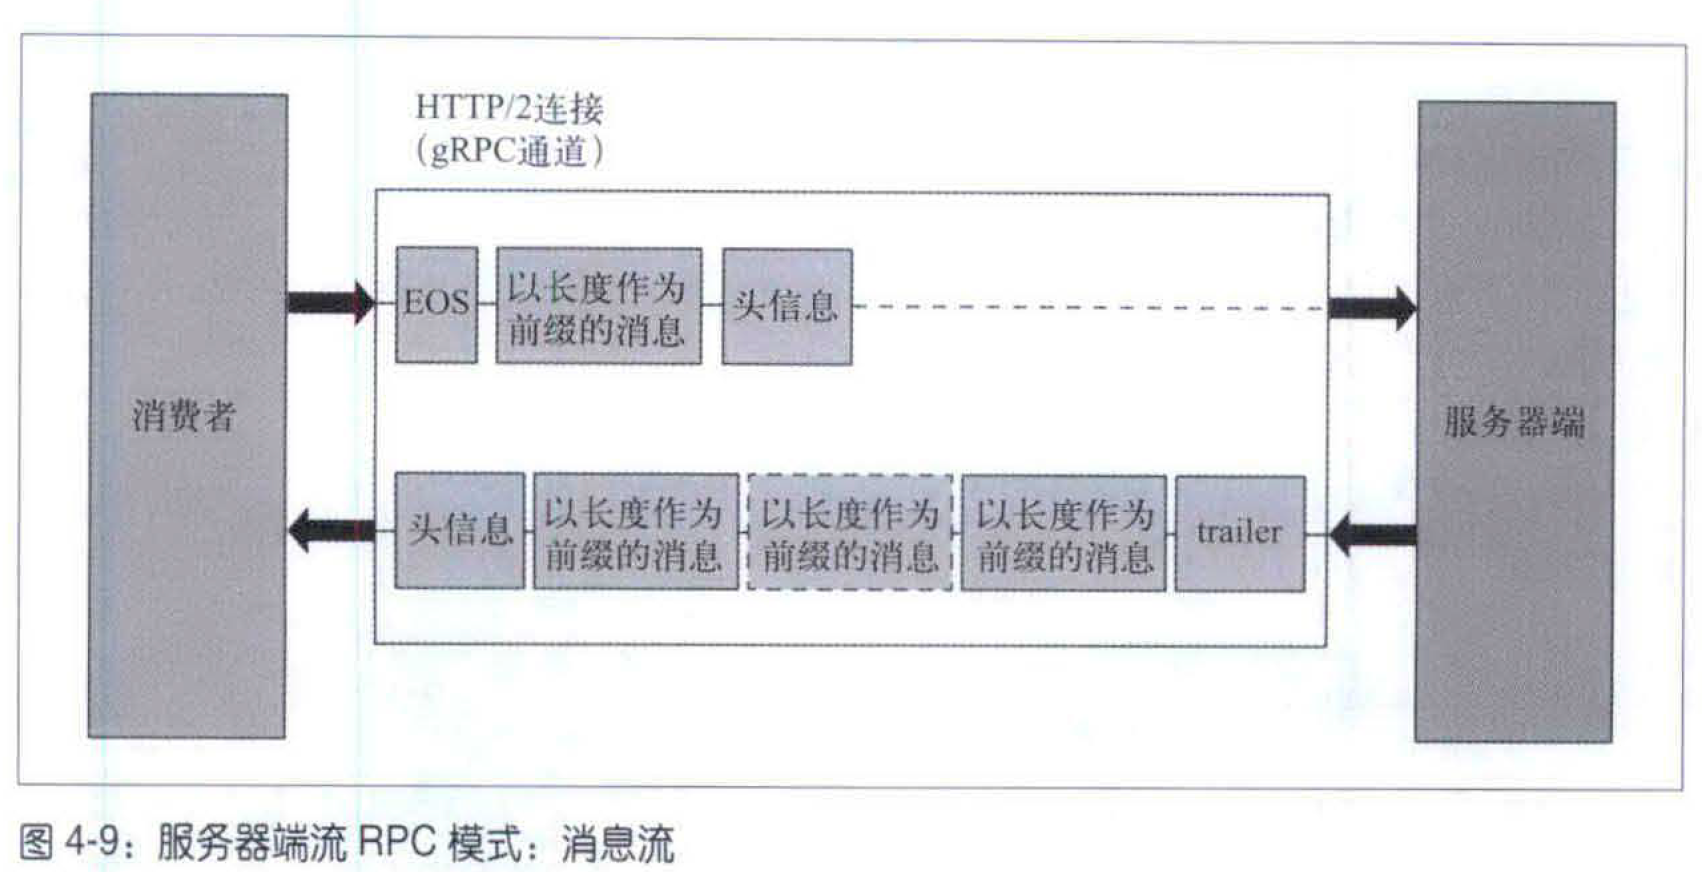 HTTP/2连接
(gRPC通道)
消费者
EOS
以长度作为
前缀的消息
头信息
服务器端
头信息
以长度作为
前缀的消息
以长度作为
前缀的消息
以长度作为
前缀的消息
trailer
图 4-9：服务器端流 RPC 模式：消息流